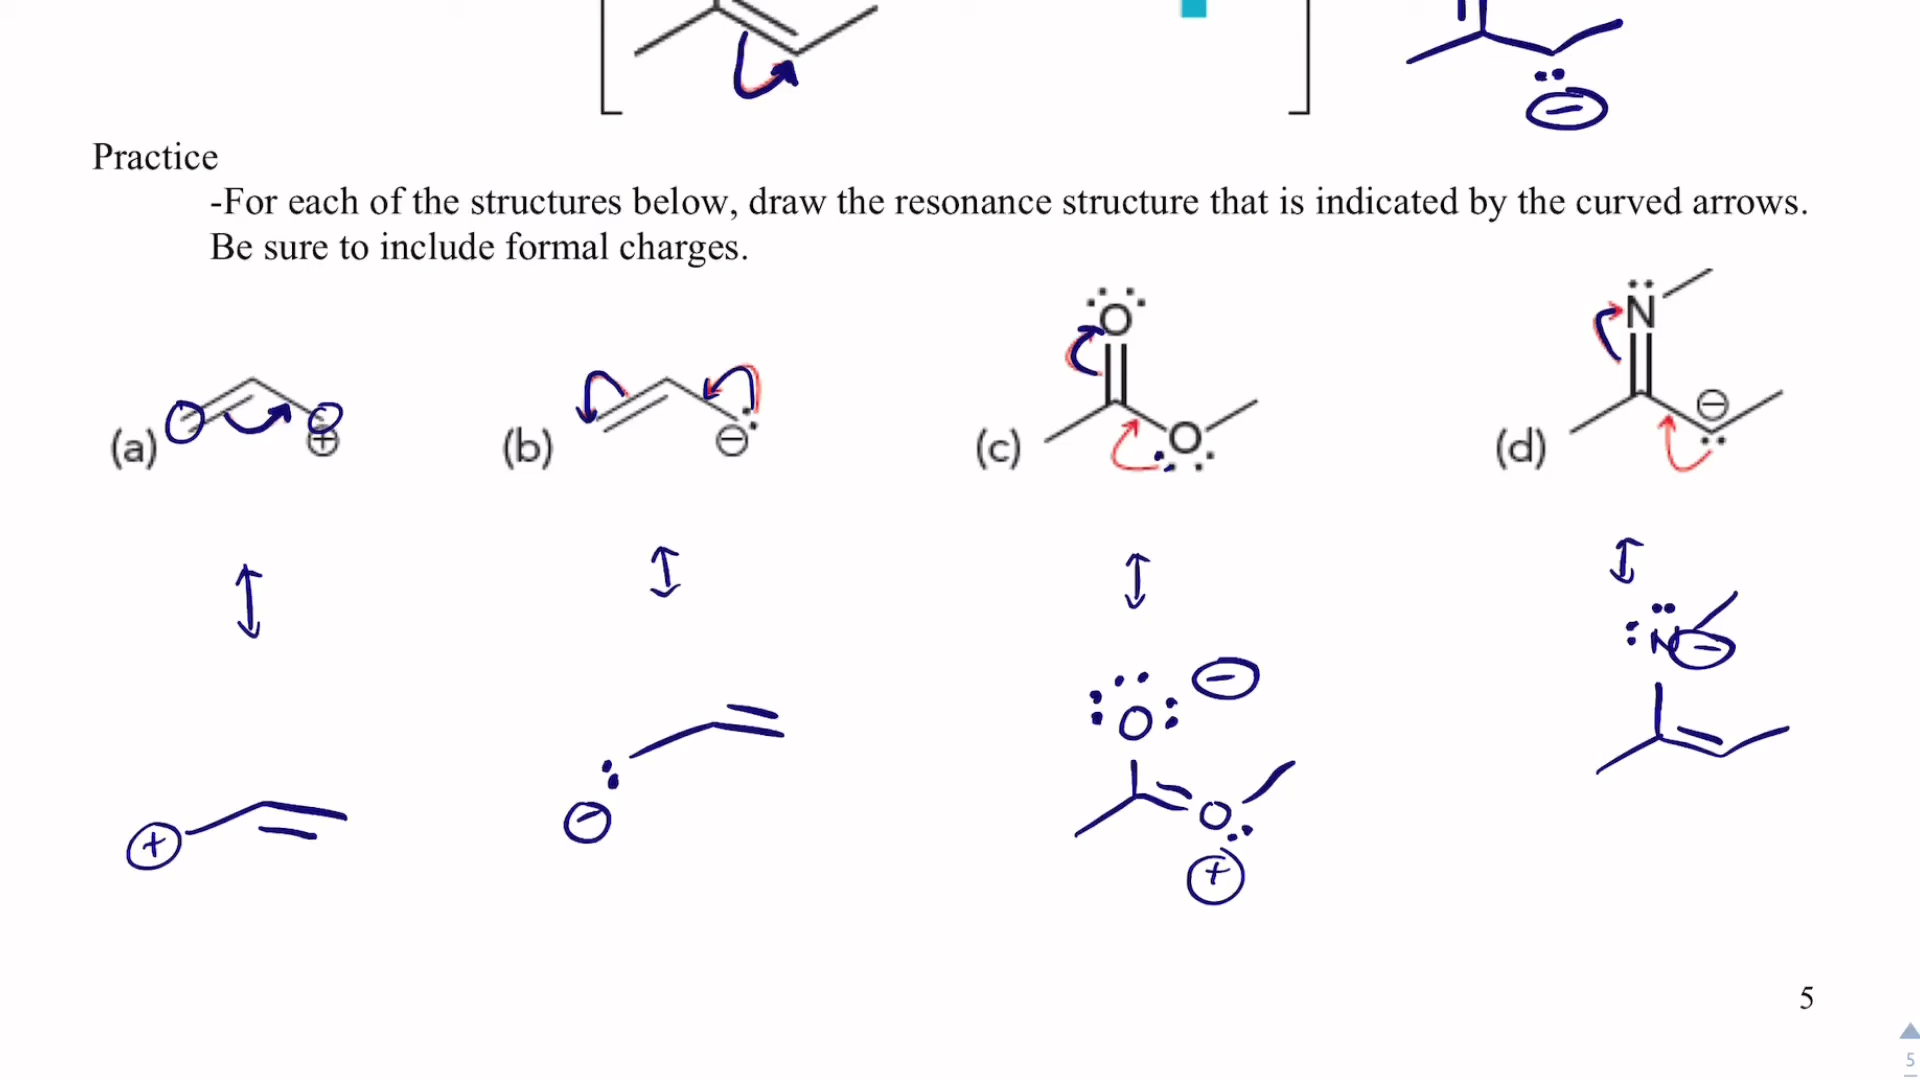 Practice
-For each of the structures below, draw the resonance structure that is indicated by the curved arrows.
Be sure to include formal charges.
O N
(a) (b) (c) O (d)
N
O
O
5
5